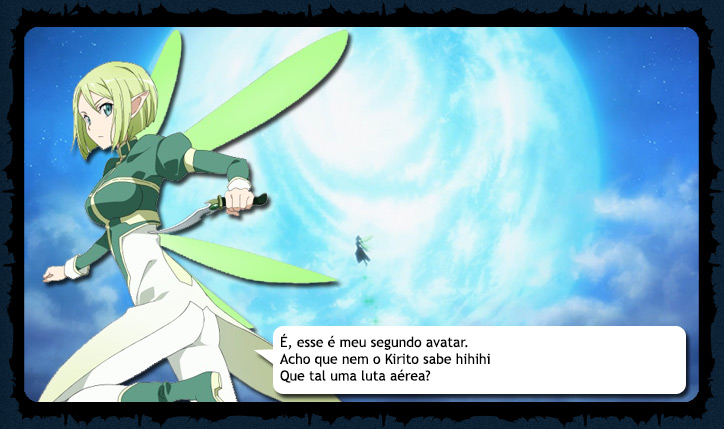 É, esse é meu segundo avatar.
Acho que nem o Kirito sabe hihihi
Que tal uma luta aérea?